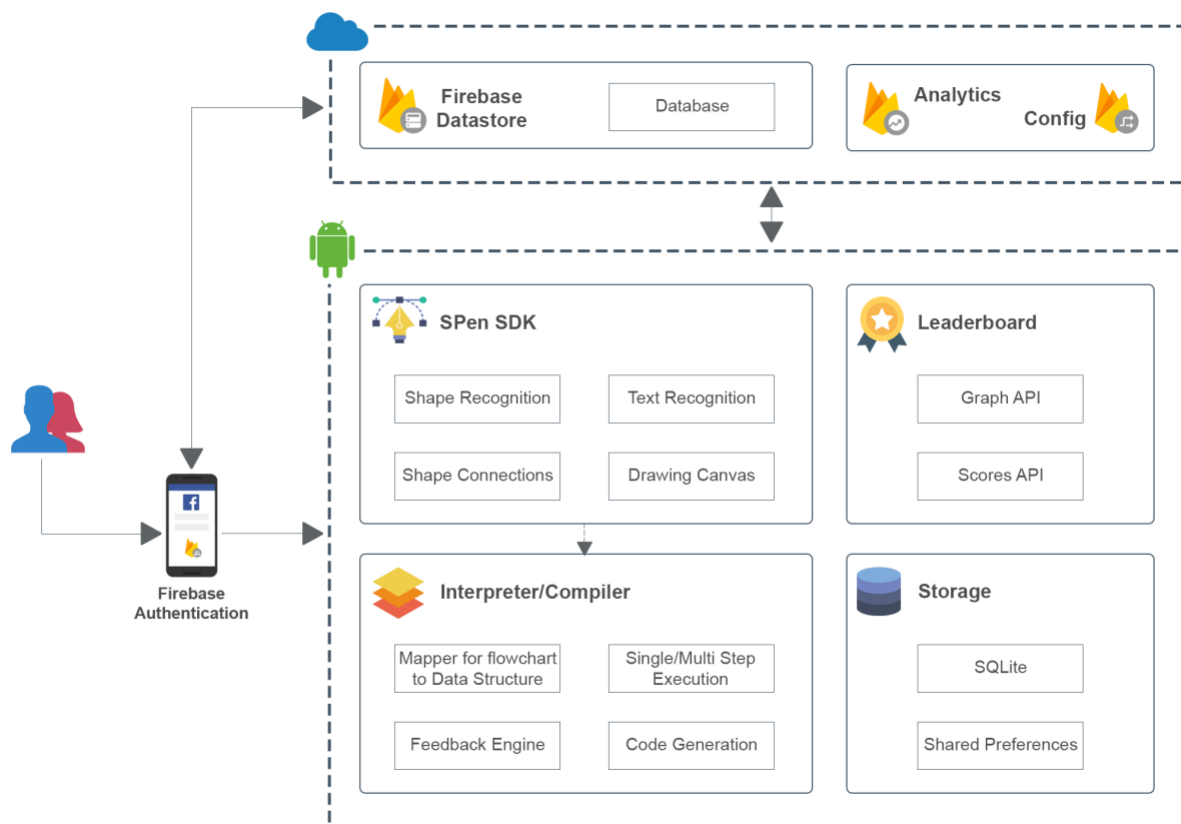 Firebase
Datastore
Database
Analytics
Config
SPen SDK
Shape Recognition
Text Recognition
Shape Connections
Drawing Canvas
Leaderboard
Graph API
Scores API
Firebase
Authentication
Interpreter/Compiler
Mapper for flowchart
to Data Structure
Single/Multi Step
Execution
Feedback Engine
Code Generation
Storage
SQLite
Shared Preferences